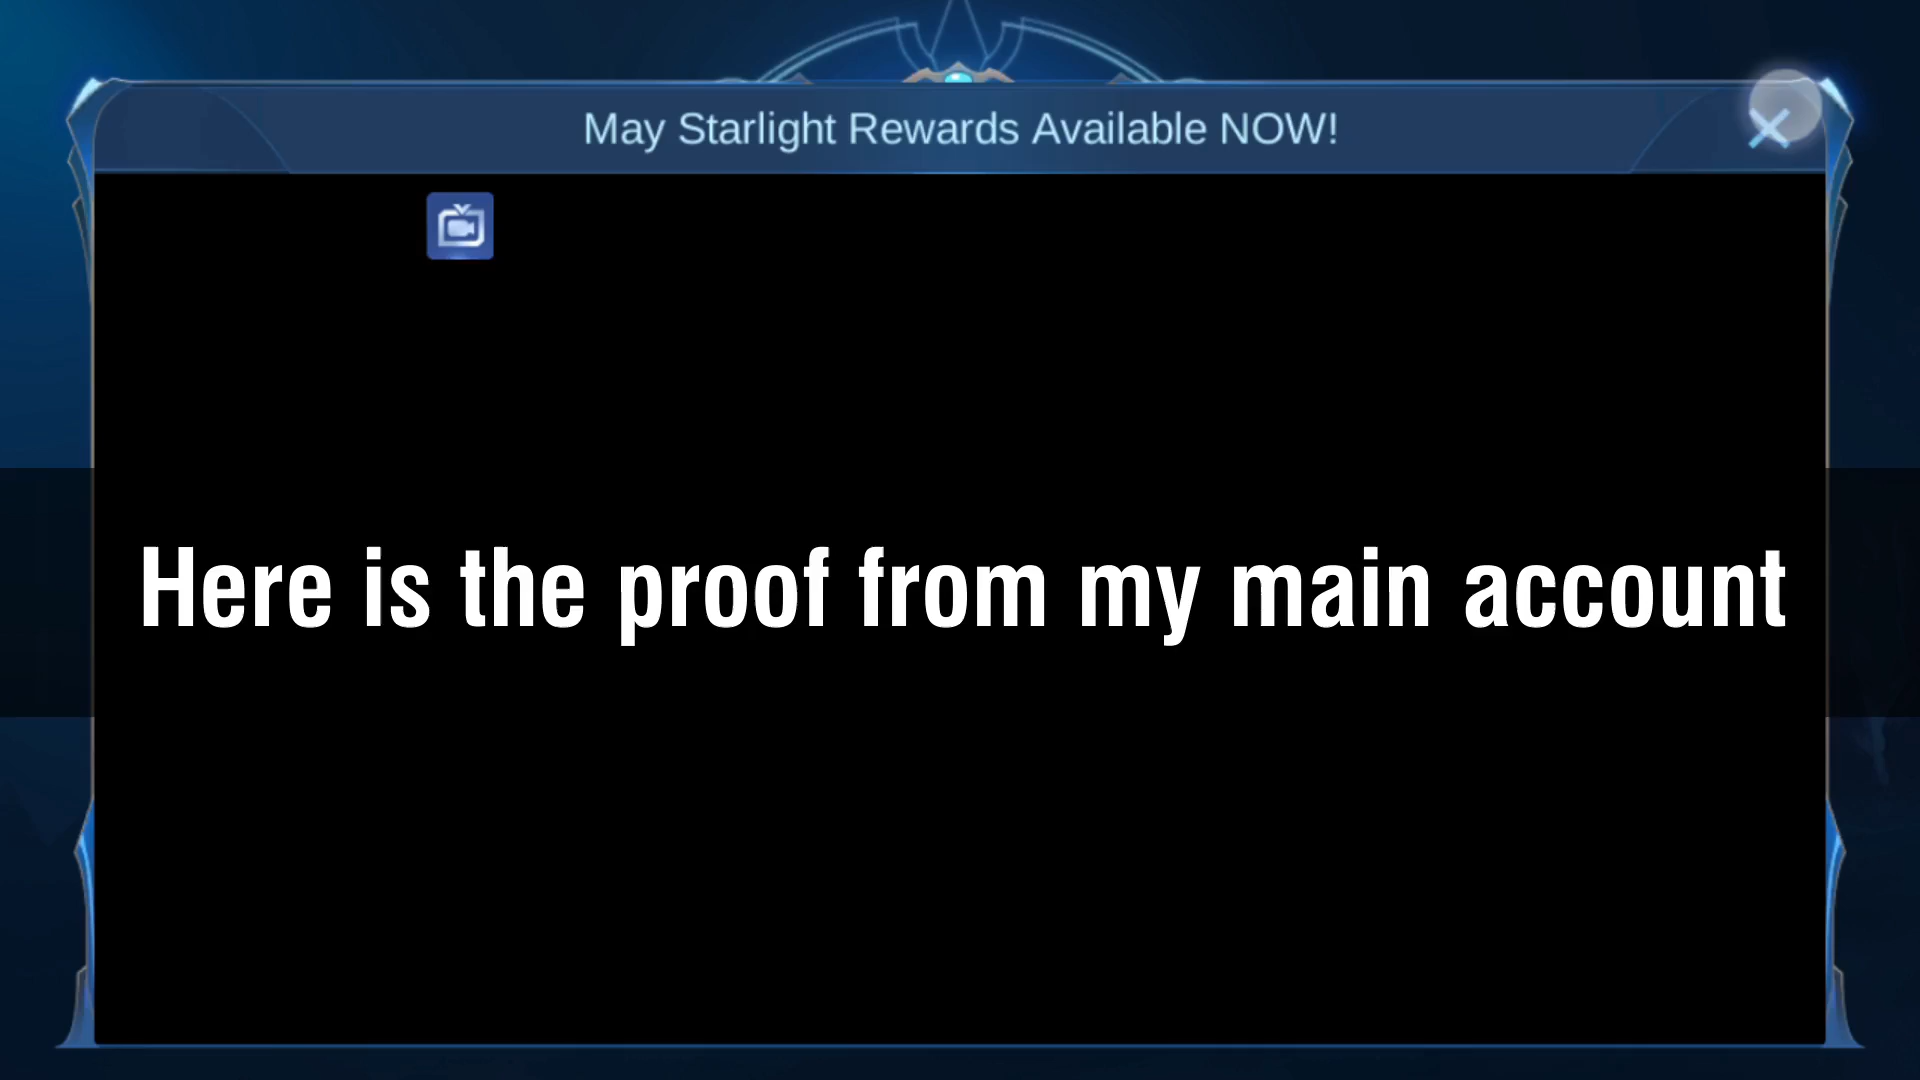 May Starlight Rewards Available NOW!
Here is the proof from my main account